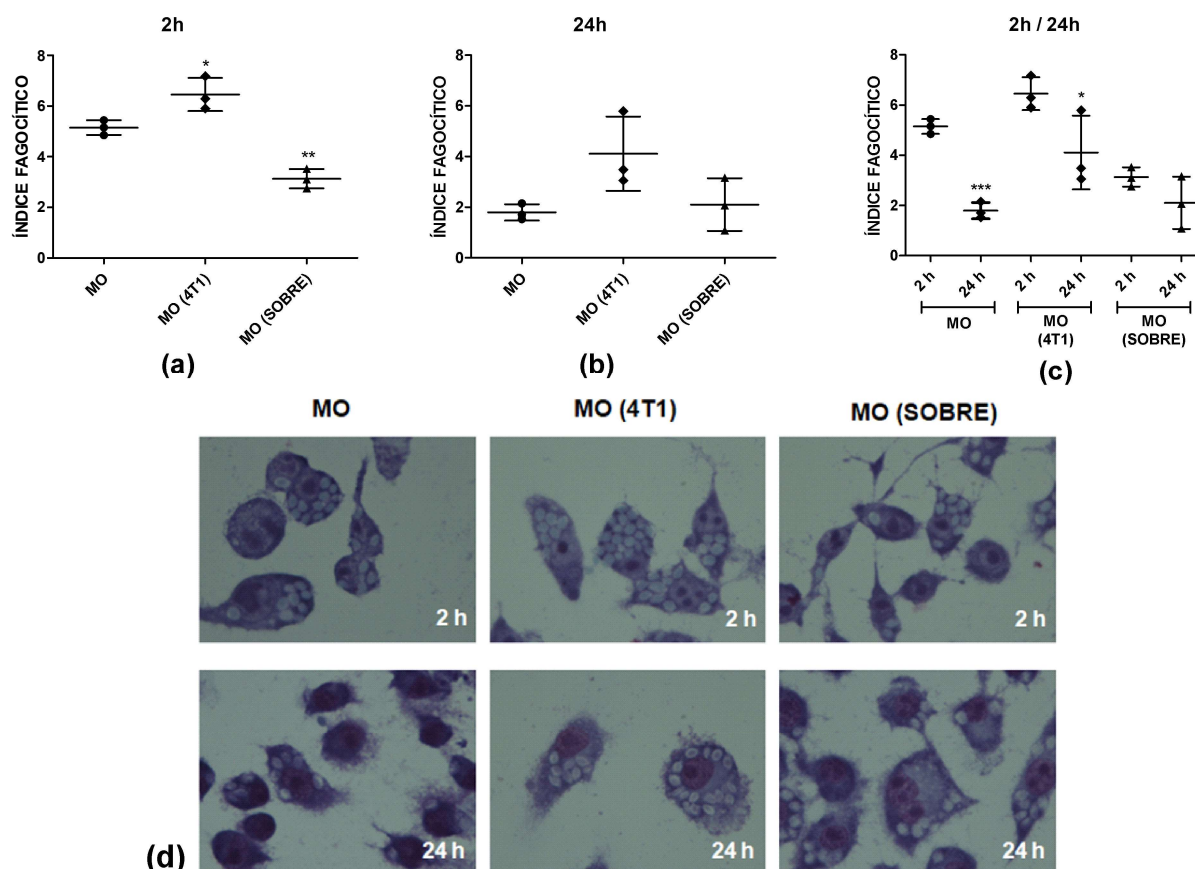 2h
24h
2h / 24h
8
6
4
2
0
ÍNDICE FAGOCÍTICO
*
**
MO
MO (4T1)
MO (SOBRE)
(a)
8
6
4
2
0
ÍNDICE FAGOCÍTICO
MO
MO (4T1)
MO (SOBRE)
(b)
8
6
4
2
0
ÍNDICE FAGOCÍTICO
***
*
2 h
24 h
2 h
24 h
2 h
24 h
MO
MO
(4T1)
MO
(SOBRE)
(c)
MO
MO (4T1)
MO (SOBRE)
2 h
2 h
2 h
24 h
24 h
24 h
(d)